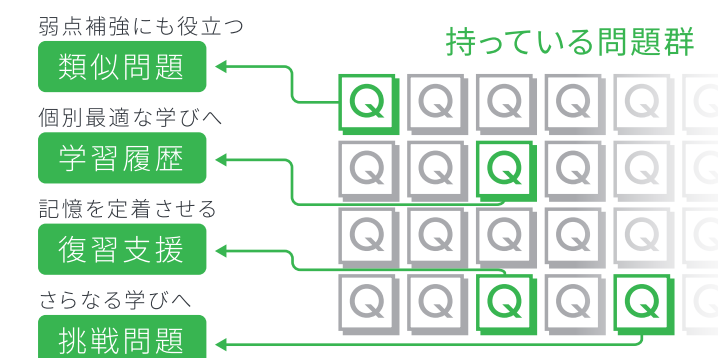 弱点補強にも役立つ
類似問題
個別最適な学びへ
学習履歴
記憶を定着させる
復習支援
さらなる学びへ
挑戦問題
持っている問題群
Q Q Q Q Q Q
Q Q Q Q Q Q
Q Q Q Q Q Q
Q Q Q Q Q Q